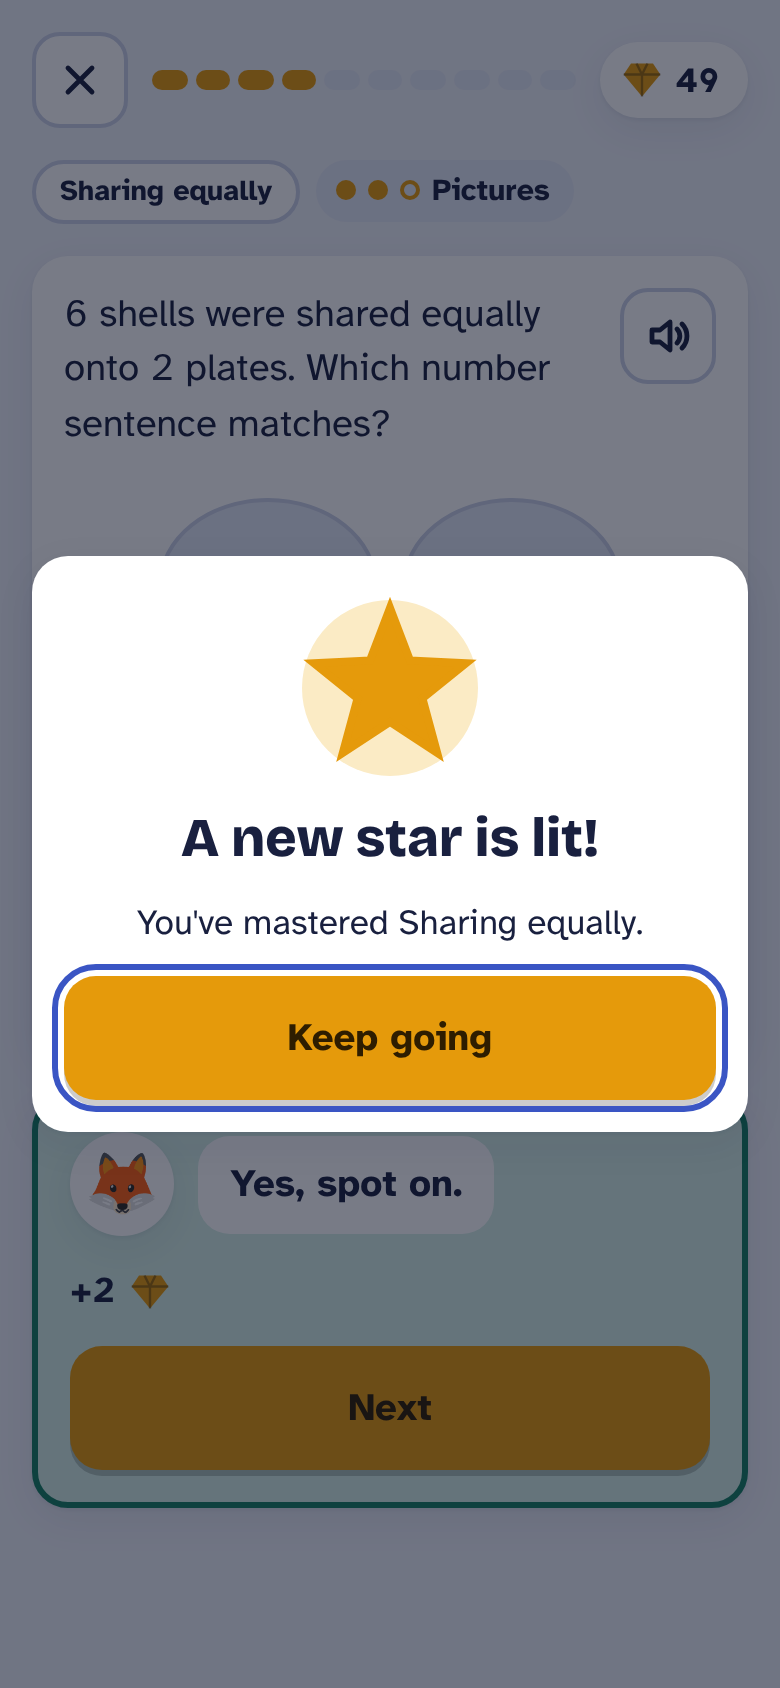 49
Sharing equally
Pictures
6 shells were shared equally
onto 2 plates. Which number
sentence matches?
A new star is lit!
You've mastered Sharing equally.
Keep going
Yes, spot on.
+2
Next